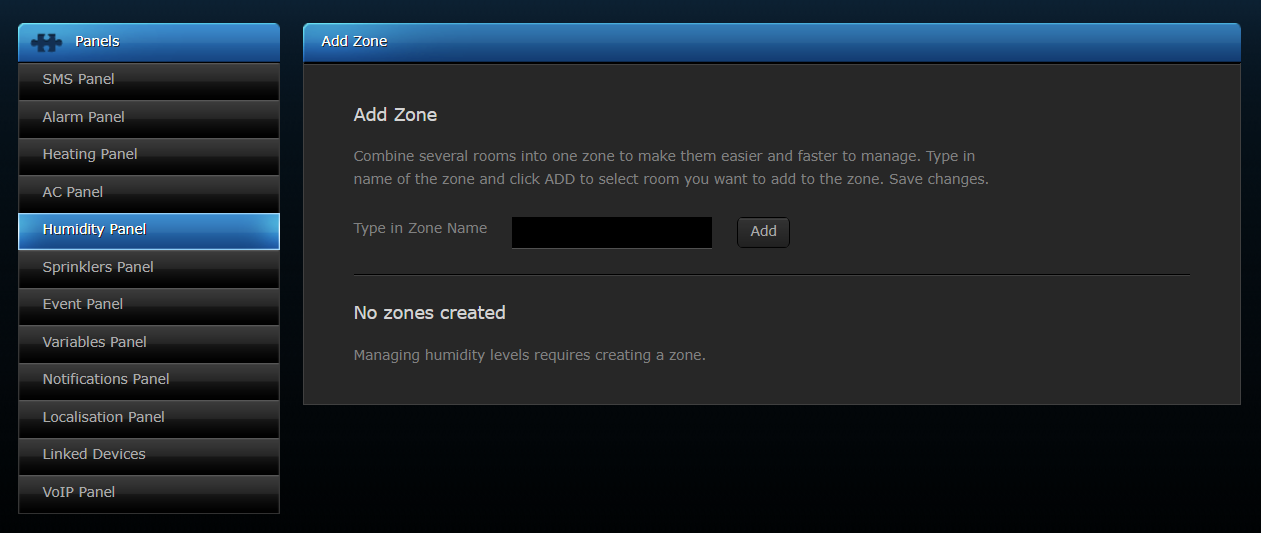 Panels
SMS Panel
Alarm Panel
Heating Panel
AC Panel
Humidity Panel
Sprinklers Panel
Event Panel
Variables Panel
Notifications Panel
Localisation Panel
Linked Devices
VoIP Panel
Add Zone
Add Zone
Combine several rooms into one zone to make them easier and faster to manage. Type in
name of the zone and click ADD to select room you want to add to the zone. Save changes.
Type in Zone Name
Add
No zones created
Managing humidity levels requires creating a zone.